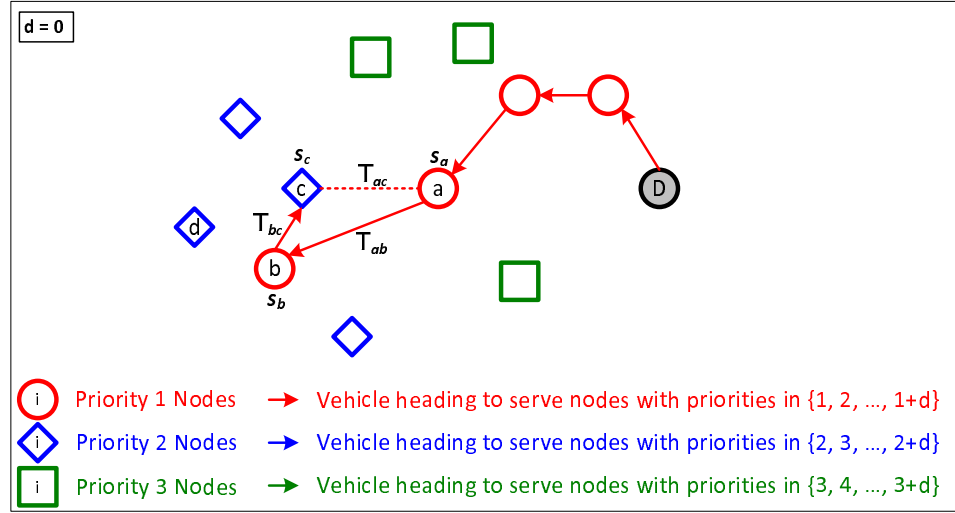 d = 0
s_c
s_a
T_ac
c
a
D
d
T_bc
T_ab
b
s_b
i Priority 1 Nodes Vehicle heading to serve nodes with priorities in {1, 2, ..., 1+d}
i Priority 2 Nodes Vehicle heading to serve nodes with priorities in {2, 3, ..., 2+d}
i Priority 3 Nodes Vehicle heading to serve nodes with priorities in {3, 4, ..., 3+d}